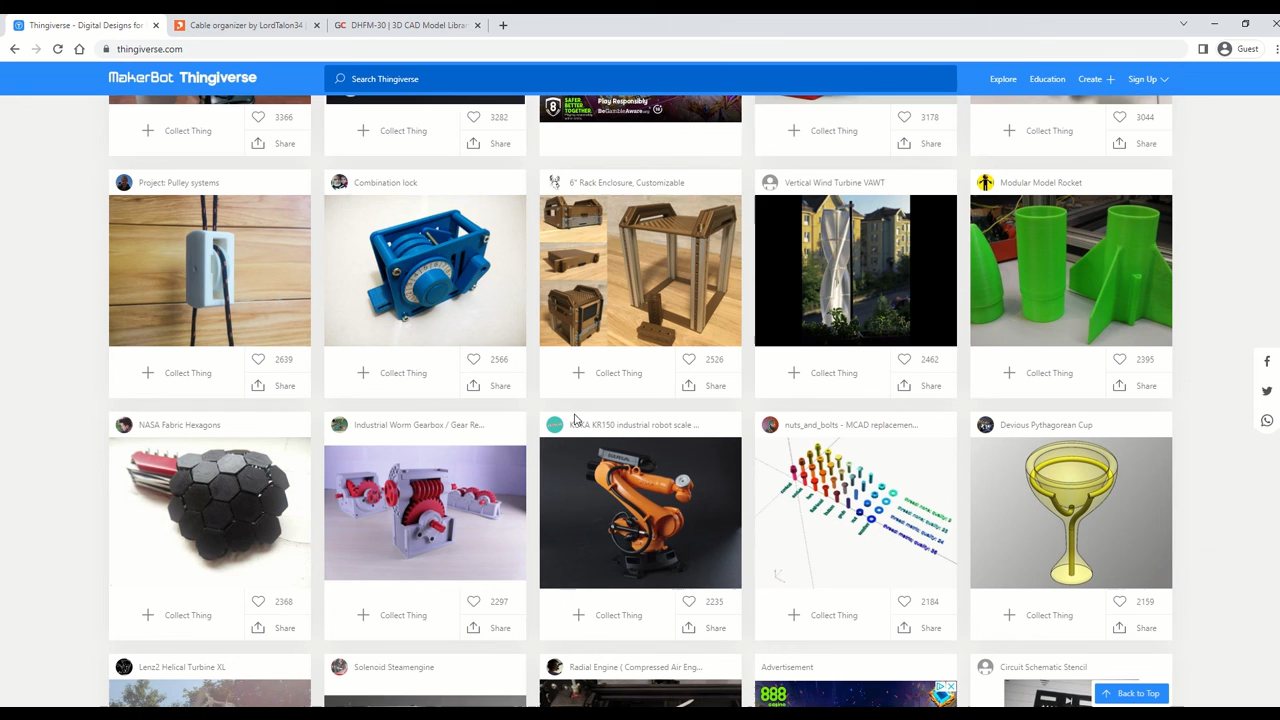 Thingiverse - Digital Designs for
Cable organizer by LordTalon34 |
GC DHFM-30 | 3D CAD Model Libra
thingiverse.com
Guest
MakerBot Thingiverse
Search Thingiverse
Explore
Education
Create
Sign Up
8 SAFER. BETTER. TOGETHER.
Play Responsibly
BeGambleAware.org 18
3366
Collect Thing
Share
3282
Collect Thing
Share
3178
Collect Thing
Share
3044
Collect Thing
Share
Project: Pulley systems
Combination lock
6" Rack Enclosure, Customizable
Vertical Wind Turbine VAWT
Modular Model Rocket
2639
Collect Thing
Share
2566
Collect Thing
Share
2526
Collect Thing
Share
2462
Collect Thing
Share
2395
Collect Thing
Share
NASA Fabric Hexagons
Industrial Worm Gearbox / Gear Re...
KUKA KR150 industrial robot scale ...
nuts_and_bolts - MCAD replacemen...
Devious Pythagorean Cup
2368
Collect Thing
Share
2297
Collect Thing
Share
2235
Collect Thing
Share
2184
Collect Thing
Share
2159
Collect Thing
Share
Lenz2 Helical Turbine XL
Solenoid Steamengine
Radial Engine ( Compressed Air Eng...
Advertisement
Circuit Schematic Stencil
888
casino
Back to Top